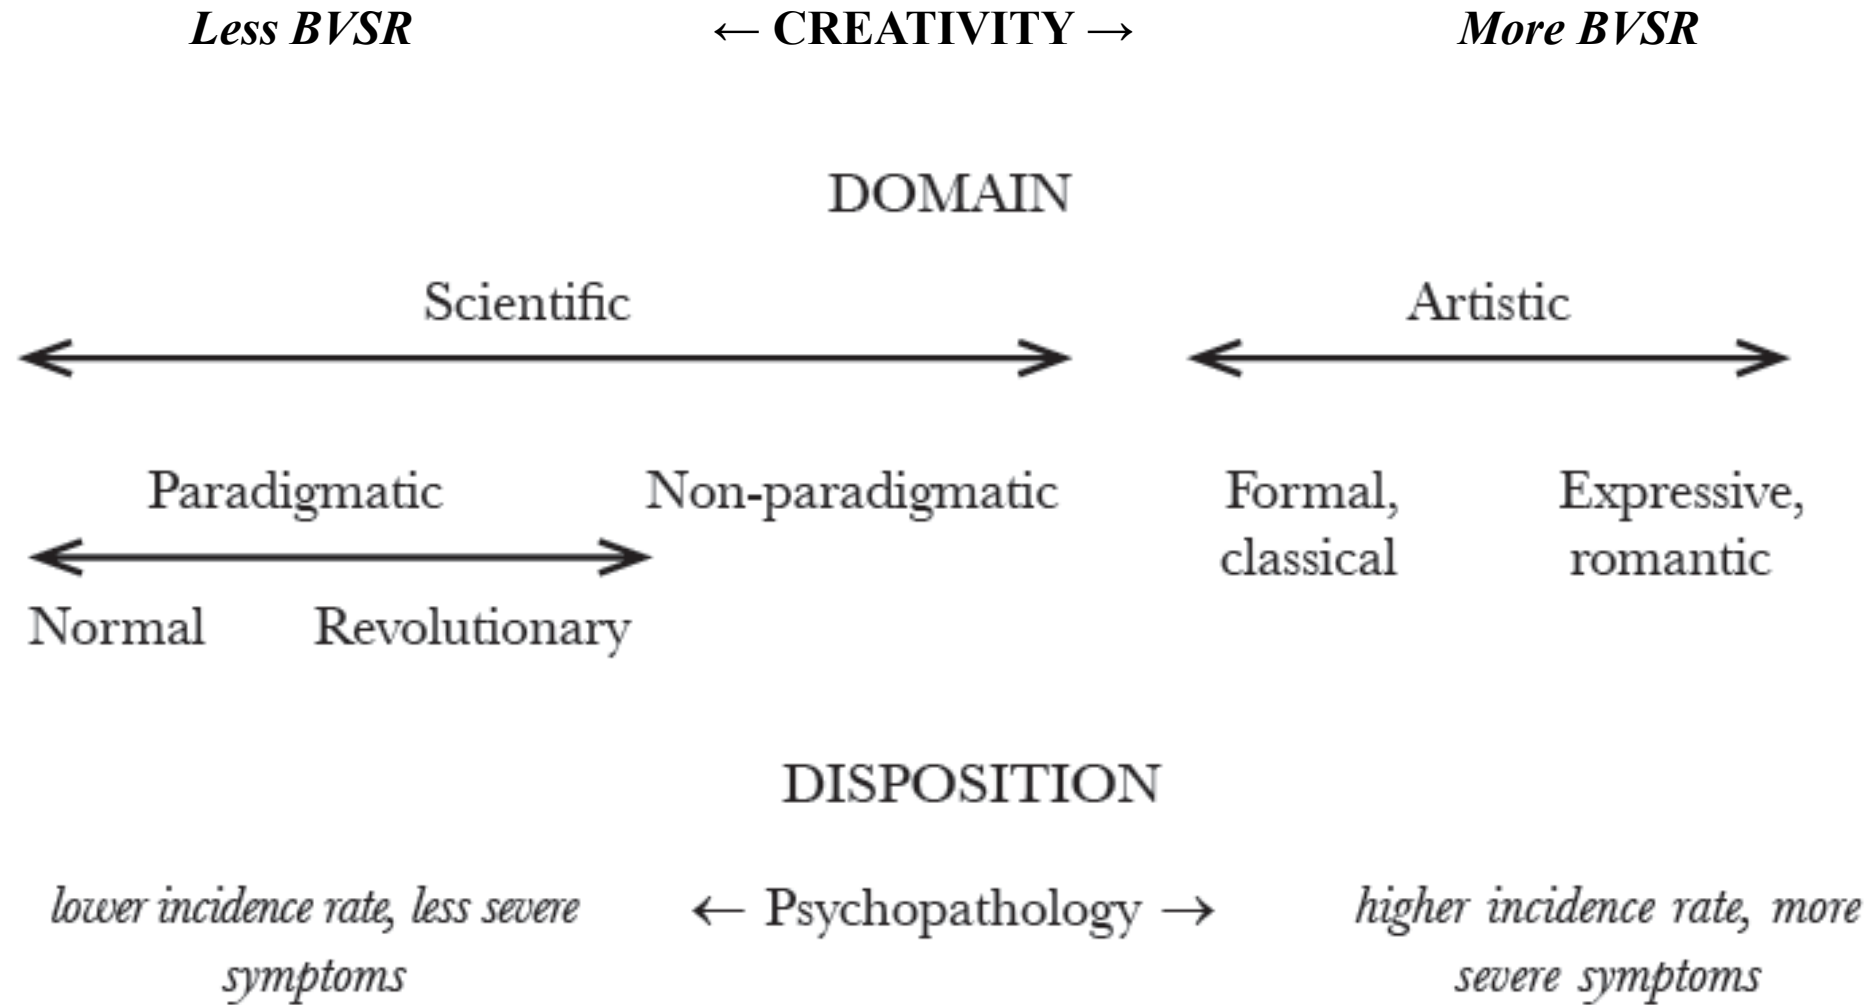 Less BVSR ← CREATIVITY → More BVSR
DOMAIN
Scientific Artistic
Paradigmatic Non-paradigmatic Formal, Expressive,
classical romantic
Normal Revolutionary
DISPOSITION
lower incidence rate, less severe ← Psychopathology → higher incidence rate, more
symptoms severe symptoms